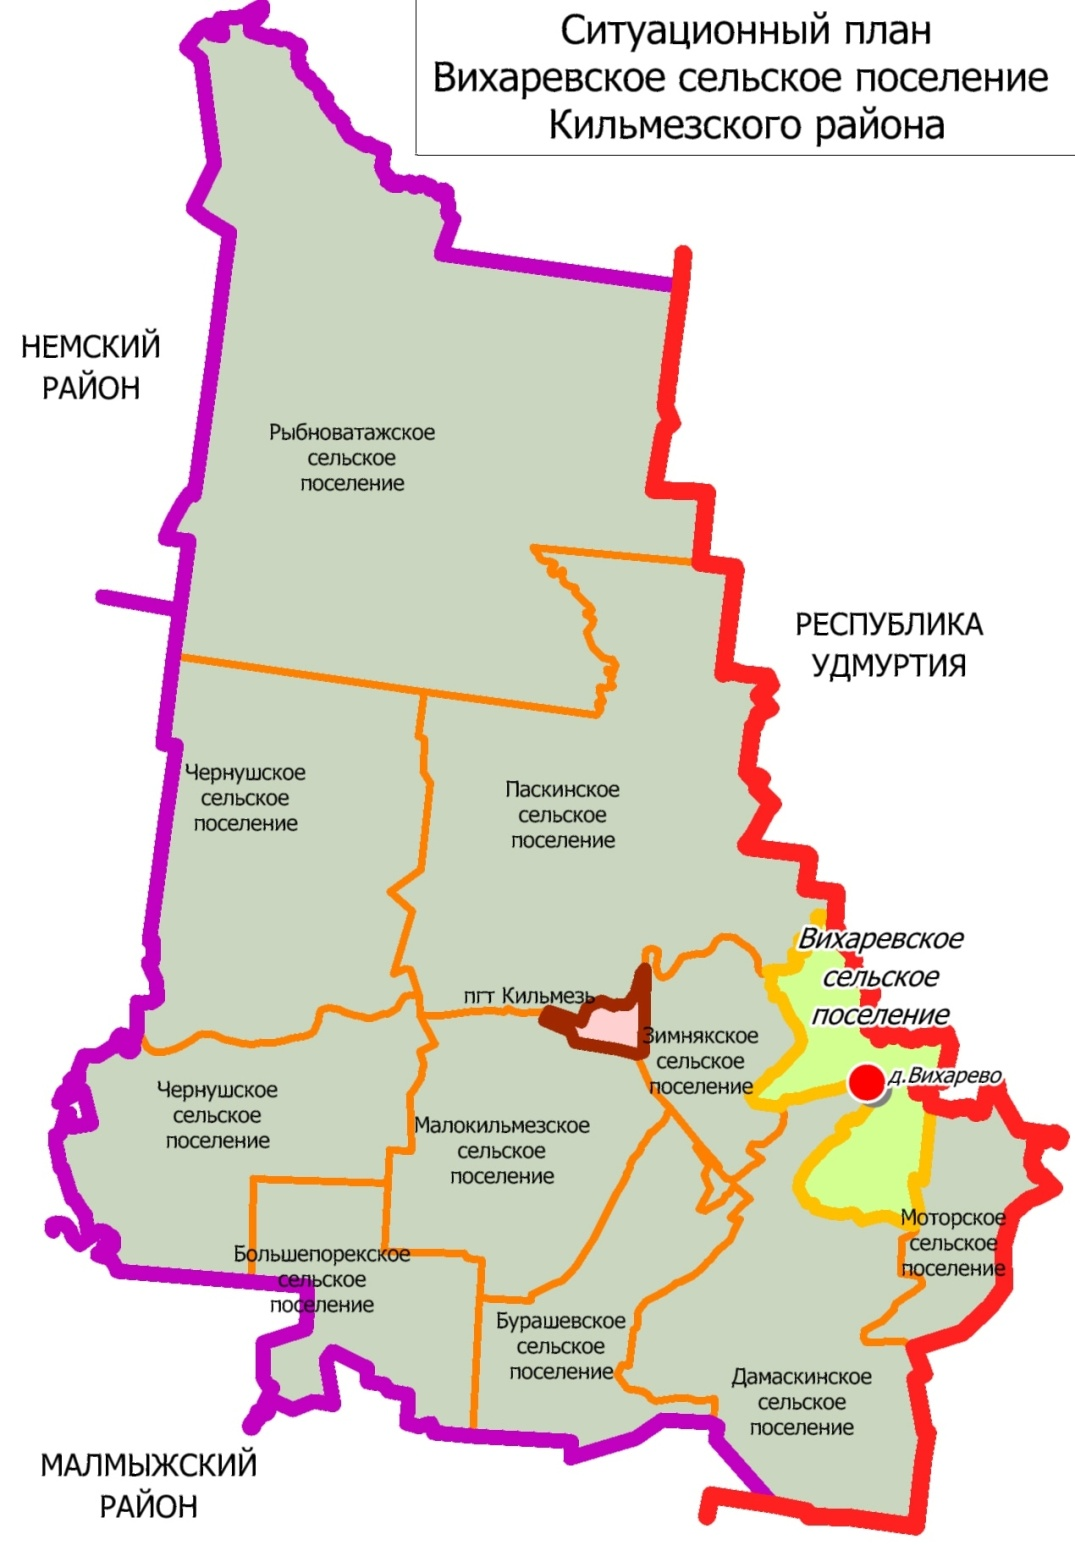 Ситуационный план
Вихаревское сельское поселение
Кильмезского района
НЕМСКИЙ
РАЙОН
Рыбноватажское
сельское
поселение
РЕСПУБЛИКА
УДМУРТИЯ
Чернушское
сельское
поселение
Паскинское
сельское
поселение
Вихаревское
сельское
поселение
пгт Кильмезь
Зимнякское
сельское
поселение
д.Вихарево
Чернушское
сельское
поселение
Малокильмезское
сельское
поселение
Моторское
сельское
поселение
Большепорекское
сельское
поселение
Бурашевское
сельское
поселение
Дамаскинское
сельское
поселение
МАЛМЫЖСКИЙ
РАЙОН